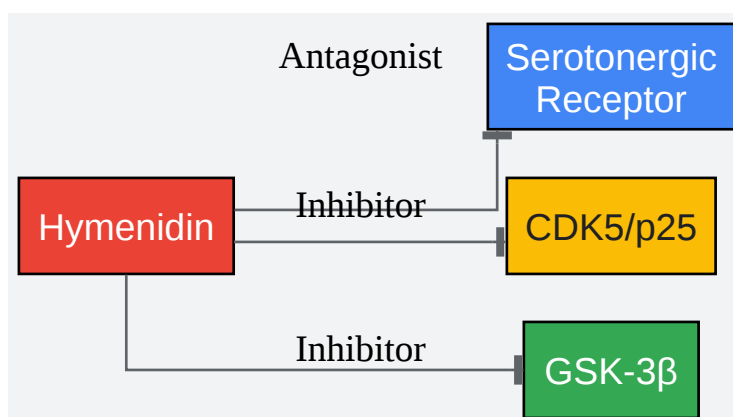 Antagonist
Serotonergic
Receptor
Hymenidin
Inhibitor
CDK5/p25
Inhibitor
GSK-3β